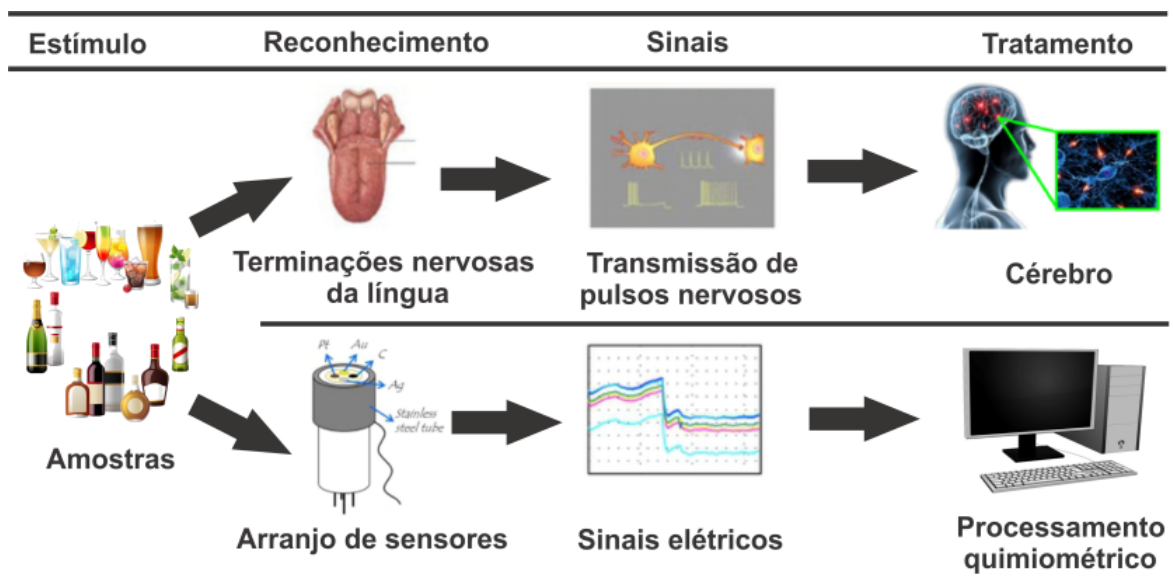 Estímulo
Reconhecimento
Sinais
Tratamento
Terminações nervosas
da língua
Transmissão de
pulsos nervosos
Cérebro
Amostras
Pt
Au
C
Ag
Stainless
steel tube
Arranjo de sensores
Sinais elétricos
Processamento
quimiométrico